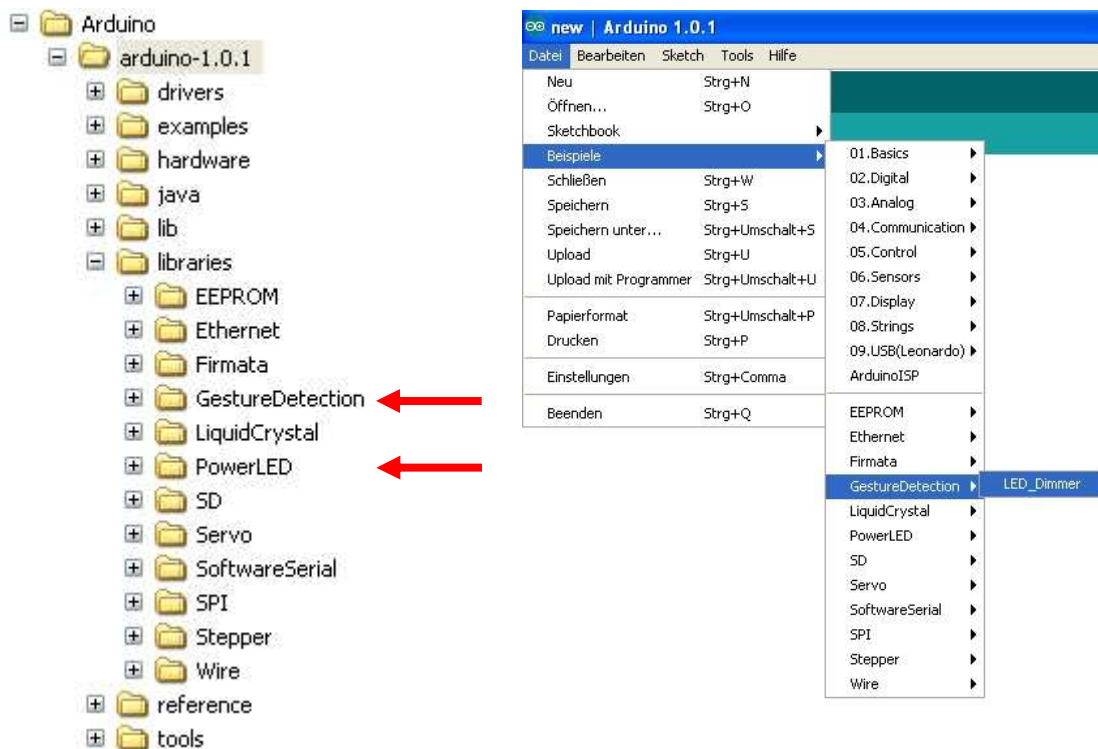 Arduino
arduino-1.0.1
drivers
examples
hardware
java
lib
libraries
EEPROM
Ethernet
Firmata
GestureDetection
LiquidCrystal
PowerLED
SD
Servo
SoftwareSerial
SPI
Stepper
Wire
reference
tools
new | Arduino 1.0.1
Datei Bearbeiten Sketch Tools Hilfe
Neu Strg+N
Öffnen... Strg+O
Sketchbook
Beispiele
Schließen Strg+W
Speichern Strg+S
Speichern unter... Strg+Umschalt+S
Upload Strg+U
Upload mit Programmer Strg+Umschalt+U
Papierformat Strg+Umschalt+P
Drucken Strg+P
Einstellungen Strg+Comma
Beenden Strg+Q
01.Basics
02.Digital
03.Analog
04.Communication
05.Control
06.Sensors
07.Display
08.Strings
09.USB(Leonardo)
ArduinoISP
EEPROM
Ethernet
Firmata
GestureDetection
LiquidCrystal
PowerLED
SD
Servo
SoftwareSerial
SPI
Stepper
Wire
LED_Dimmer